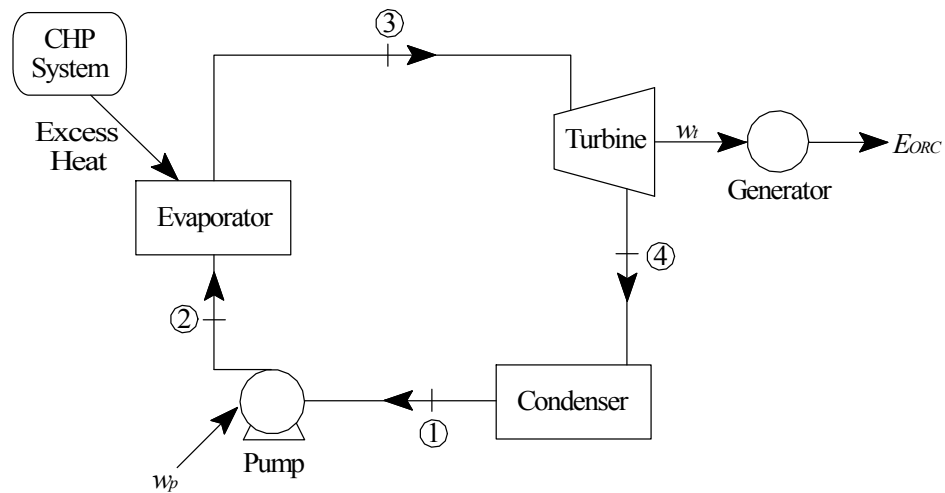 CHP
System
Excess
Heat
③
Turbine
wt
EORC
Generator
Evaporator
④
②
Condenser
①
Pump
wp